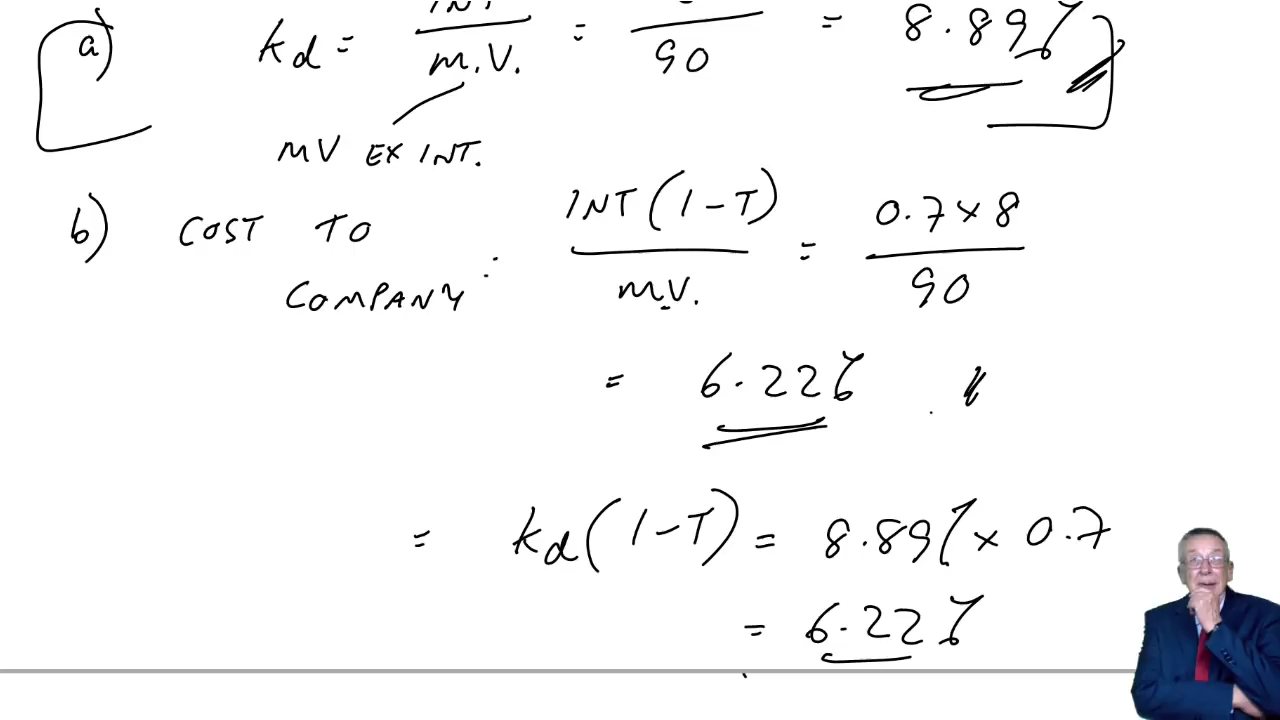 a) kd = INT / M.V. = / 90 = 8.89%
MV EX INT.
b) COST TO COMPANY: INT(1-T) / M.V. = 0.7 x 8 / 90
= 6.22%
= kd(1-T) = 8.89% x 0.7
= 6.22%